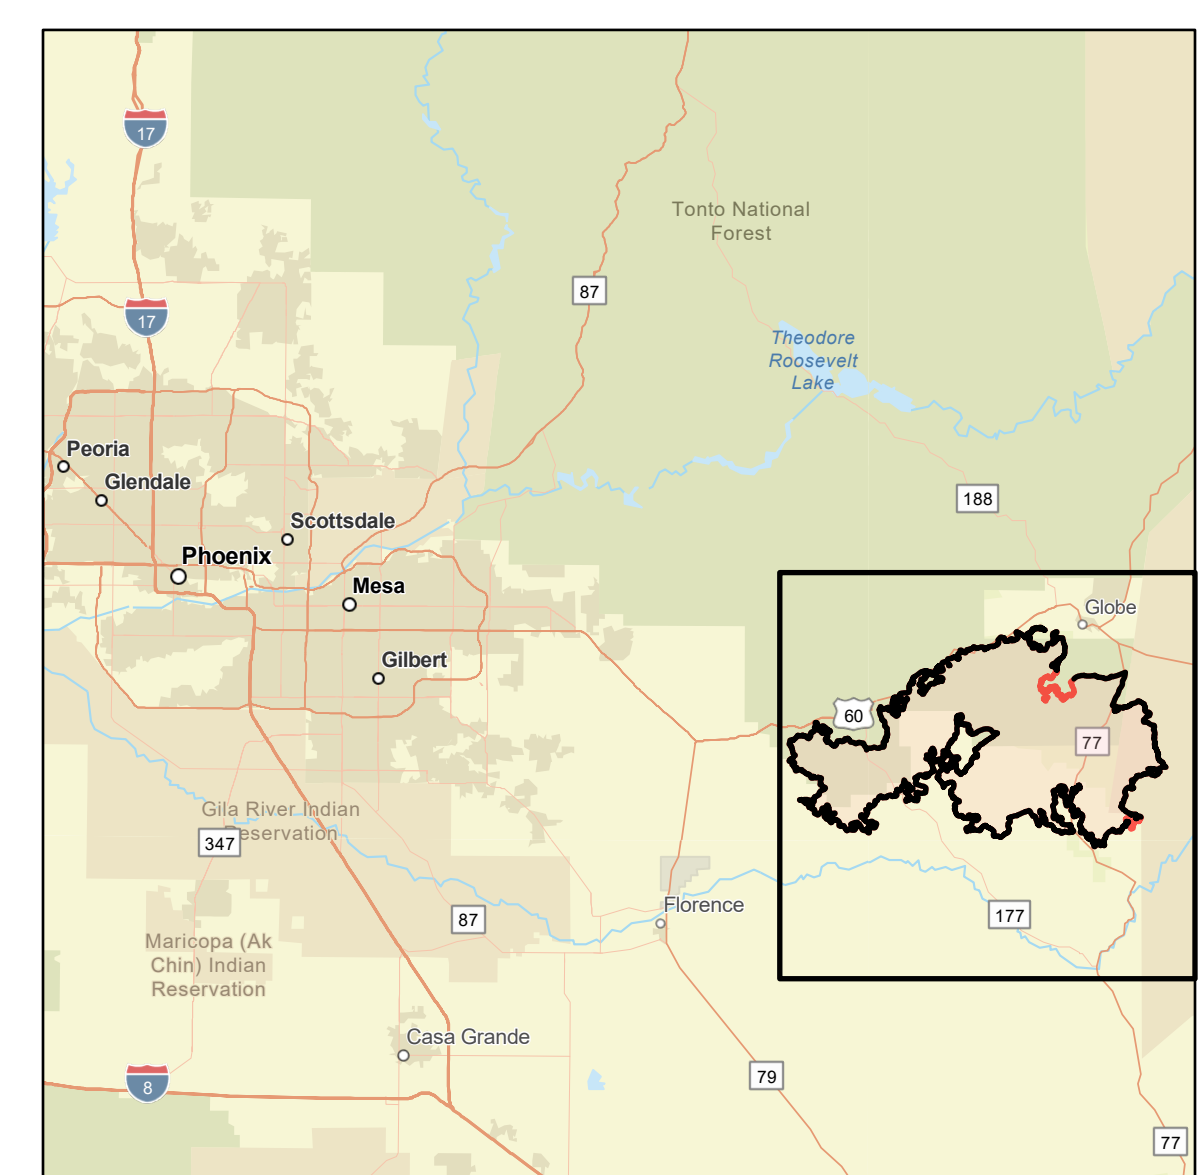 17
Tonto National
Forest
87
17
Theodore
Roosevelt
Lake
Peoria
Glendale
188
Scottsdale
Phoenix
Mesa
Globe
Gilbert
60
77
Gila River Indian
Reservation
347
Florence
87
177
Maricopa (Ak
Chin) Indian
Reservation
Casa Grande
79
8
77